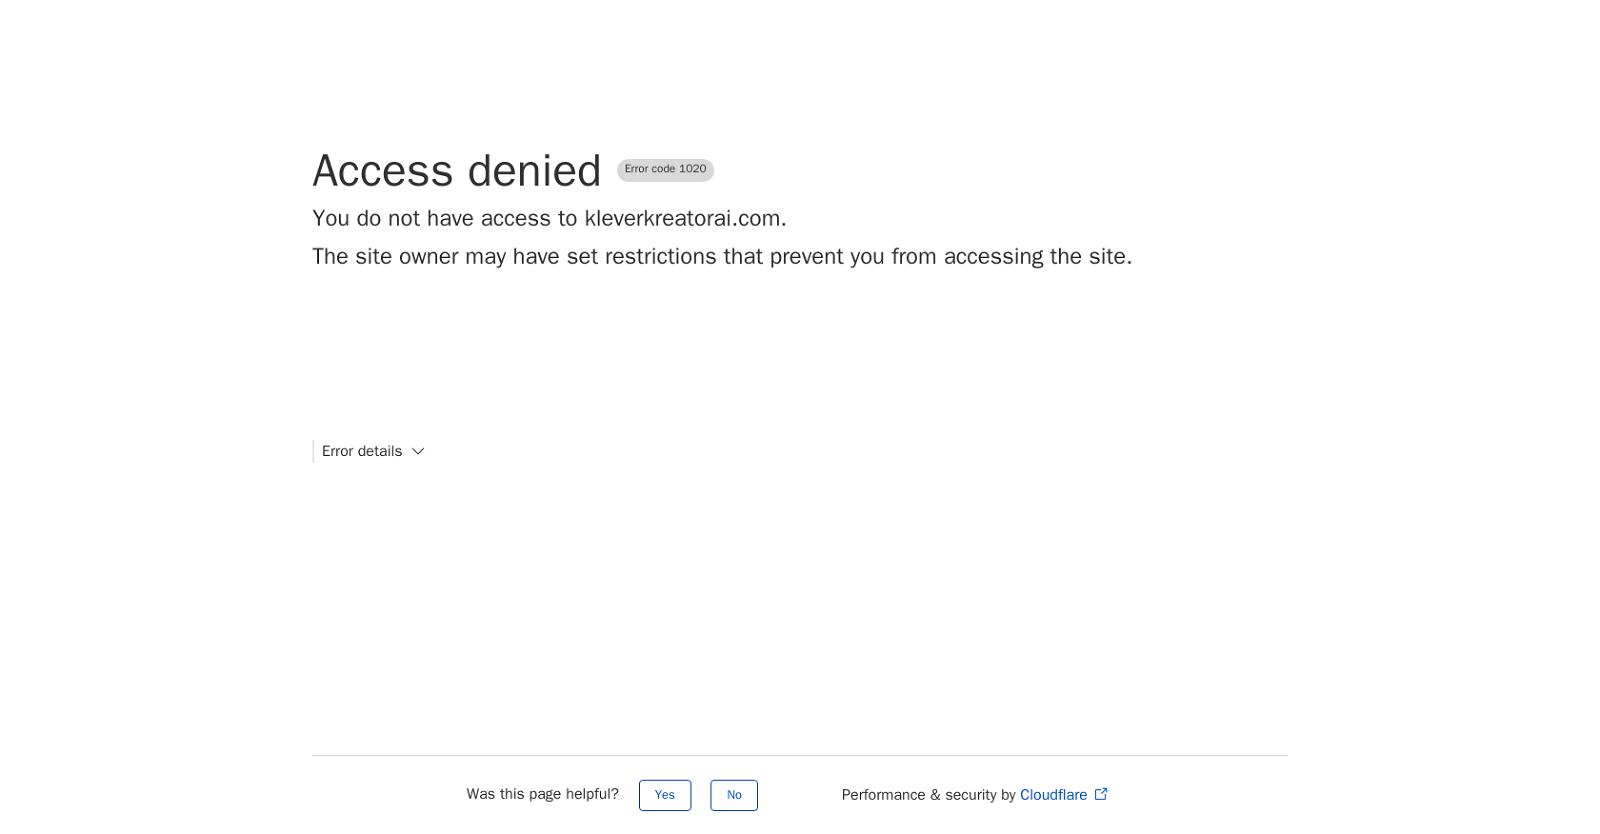 Access denied Error code 1020
You do not have access to kleverkreatorai.com.
The site owner may have set restrictions that prevent you from accessing the site.
Error details
Was this page helpful? Yes No Performance & security by Cloudflare